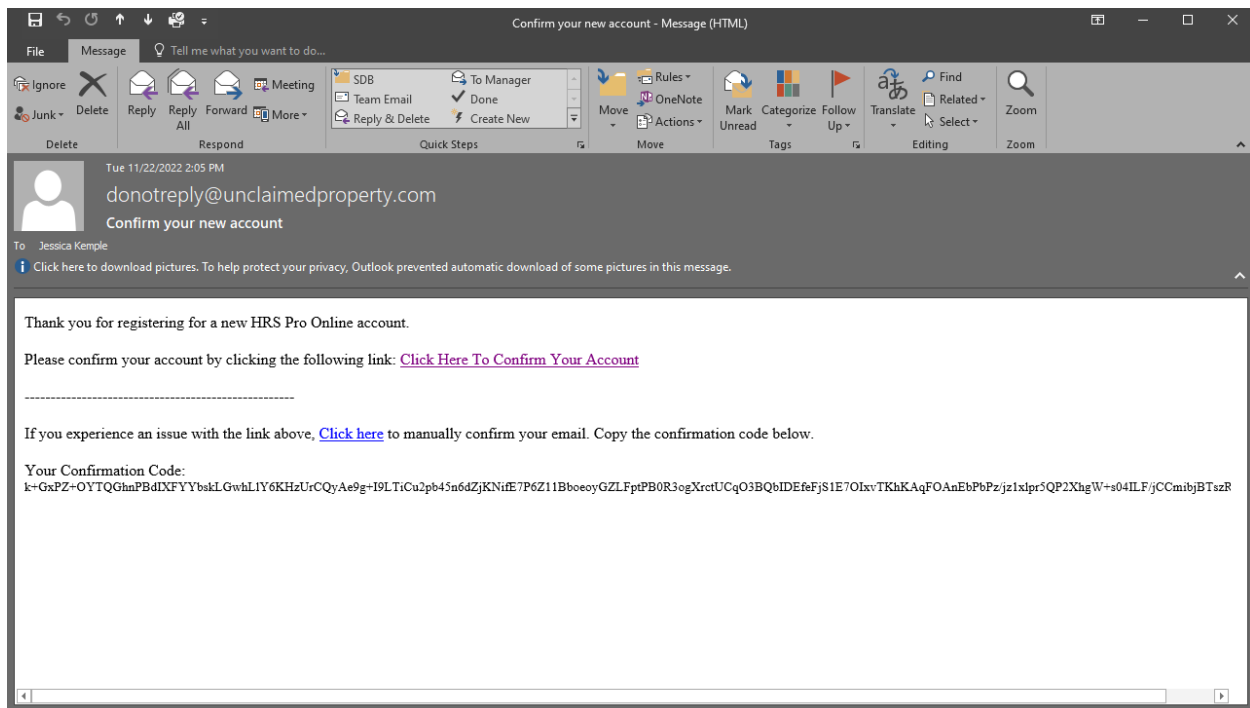 Confirm your new account - Message (HTML)
File Message Tell me what you want to do...
Ignore
Junk
Delete
Delete
Reply
Reply All
Forward
Meeting
More
Respond
SDB
Team Email
Reply & Delete
To Manager
Done
Create New
Quick Steps
Move
Rules
OneNote
Actions
Move
Mark Unread
Categorize
Follow Up
Tags
Translate
Find
Related
Select
Editing
Zoom
Zoom
Tue 11/22/2022 2:05 PM
donotreply@unclaimedproperty.com
Confirm your new account
To Jessica Kemple
Click here to download pictures. To help protect your privacy, Outlook prevented automatic download of some pictures in this message.
Thank you for registering for a new HRS Pro Online account.
Please confirm your account by clicking the following link: Click Here To Confirm Your Account
----------------------------------------------------
If you experience an issue with the link above, Click here to manually confirm your email. Copy the confirmation code below.
Your Confirmation Code: